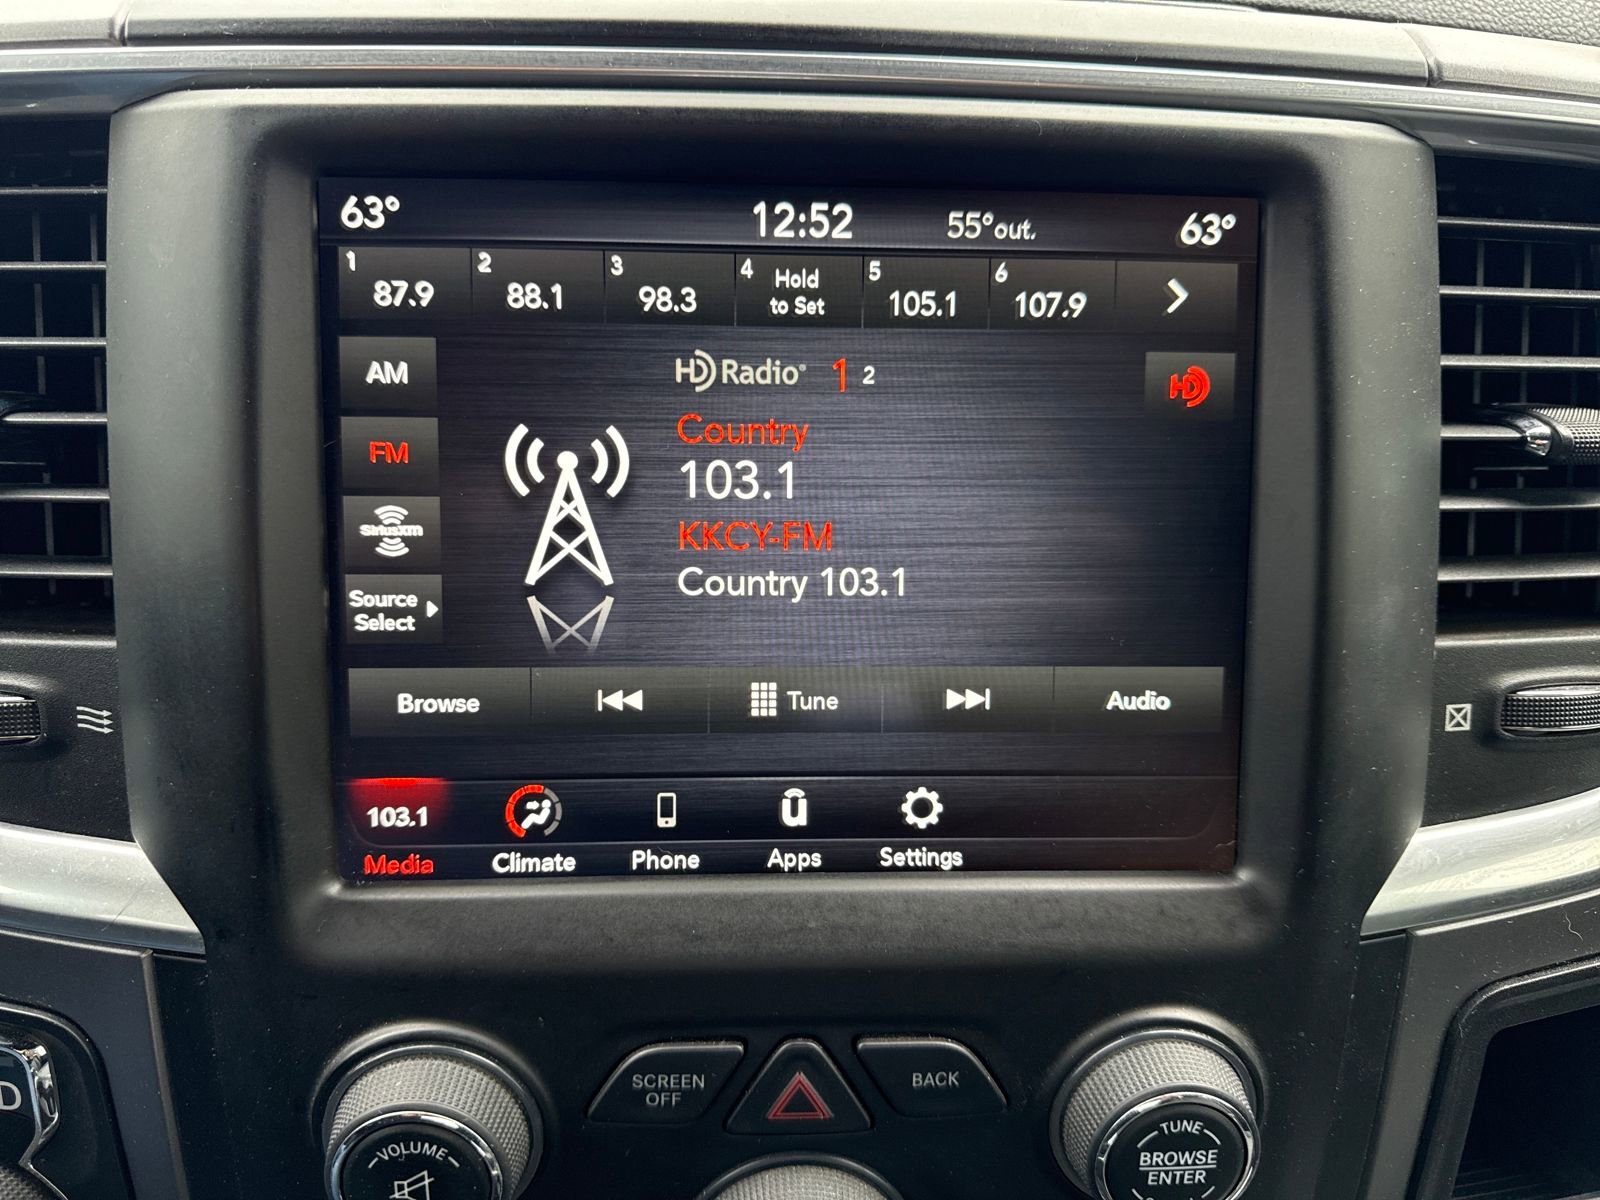 63° 12:52 55°out. 63°
1 2 3 4 Hold 5 6
87.9 88.1 98.3 to Set 105.1 107.9
HD Radio® 1 2
AM HD
Country
FM 103.1
SiriusXM KKCY-FM
Country 103.1
Source
Select
Browse Tune Audio
103.1 u
Media Climate Phone Apps Settings
SCREEN BACK
OFF
D
VOLUME TUNE
BROWSE
ENTER